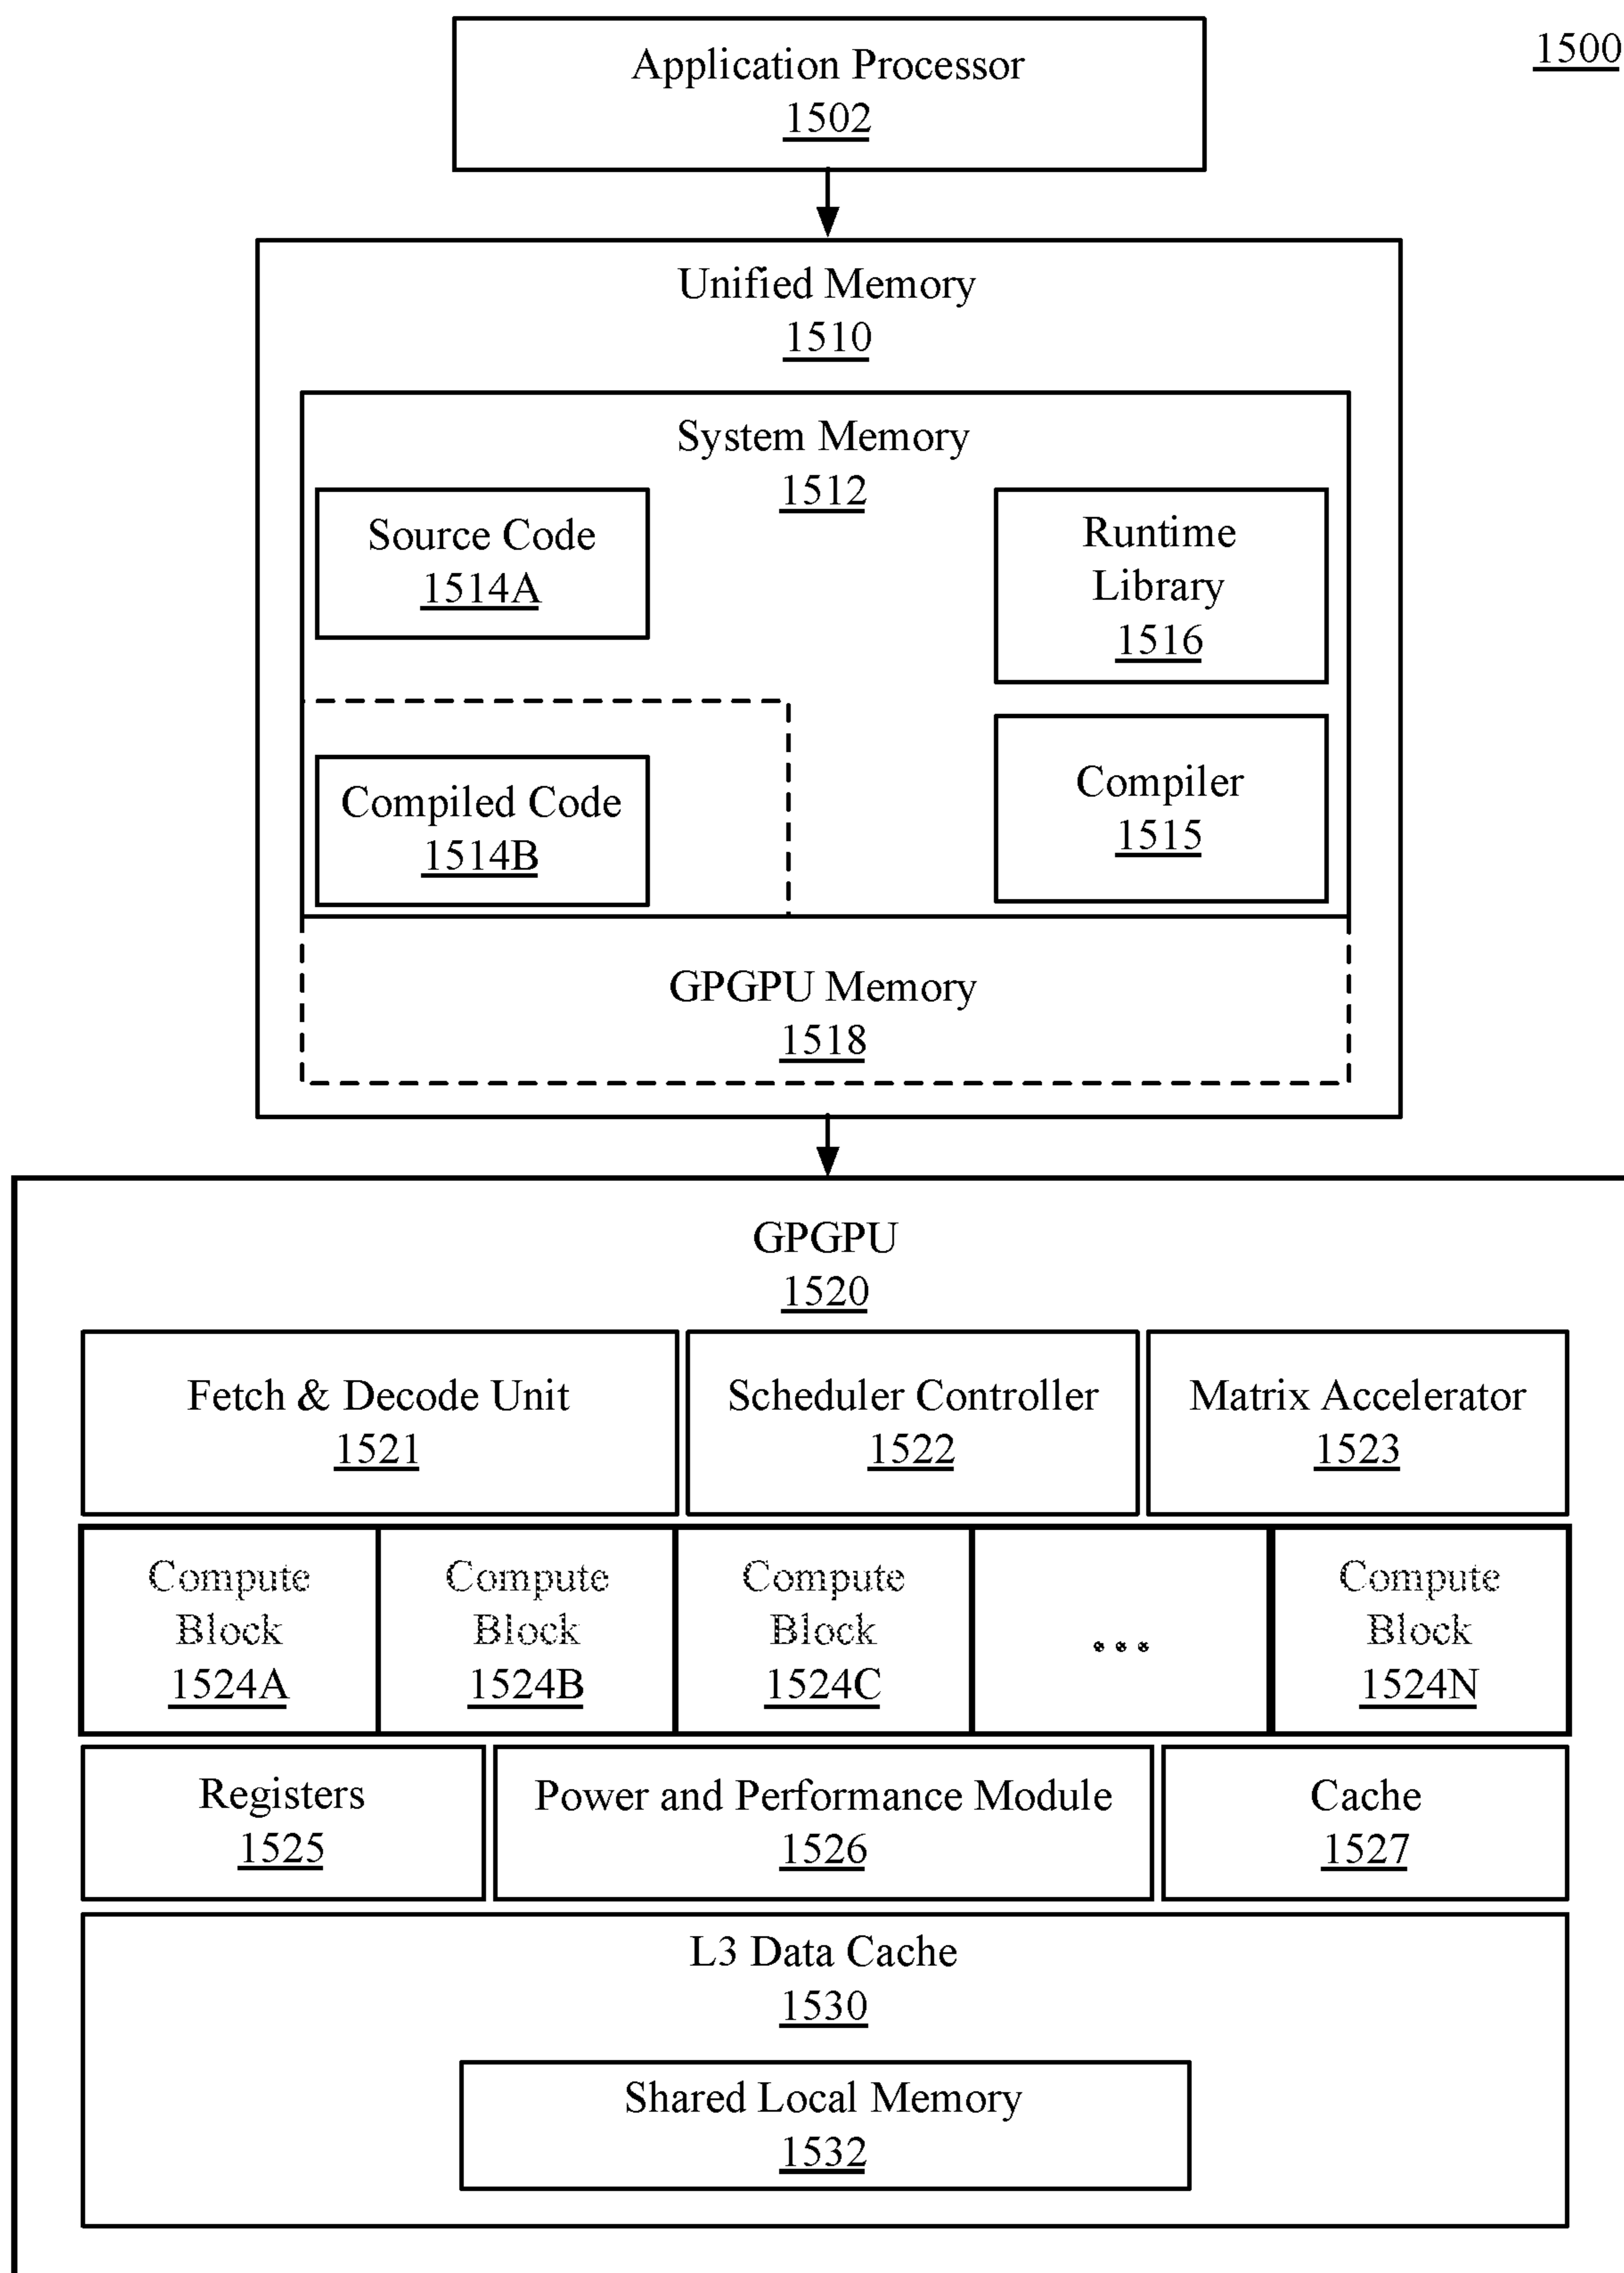 1500
Application Processor
1502
Unified Memory
1510
System Memory
1512
Source Code
1514A
Runtime
Library
1516
Compiled Code
1514B
Compiler
1515
GPGPU Memory
1518
GPGPU
1520
Fetch & Decode Unit
1521
Scheduler Controller
1522
Matrix Accelerator
1523
Compute
Block
1524A
Compute
Block
1524B
Compute
Block
1524C
...
Compute
Block
1524N
Registers
1525
Power and Performance Module
1526
Cache
1527
L3 Data Cache
1530
Shared Local Memory
1532